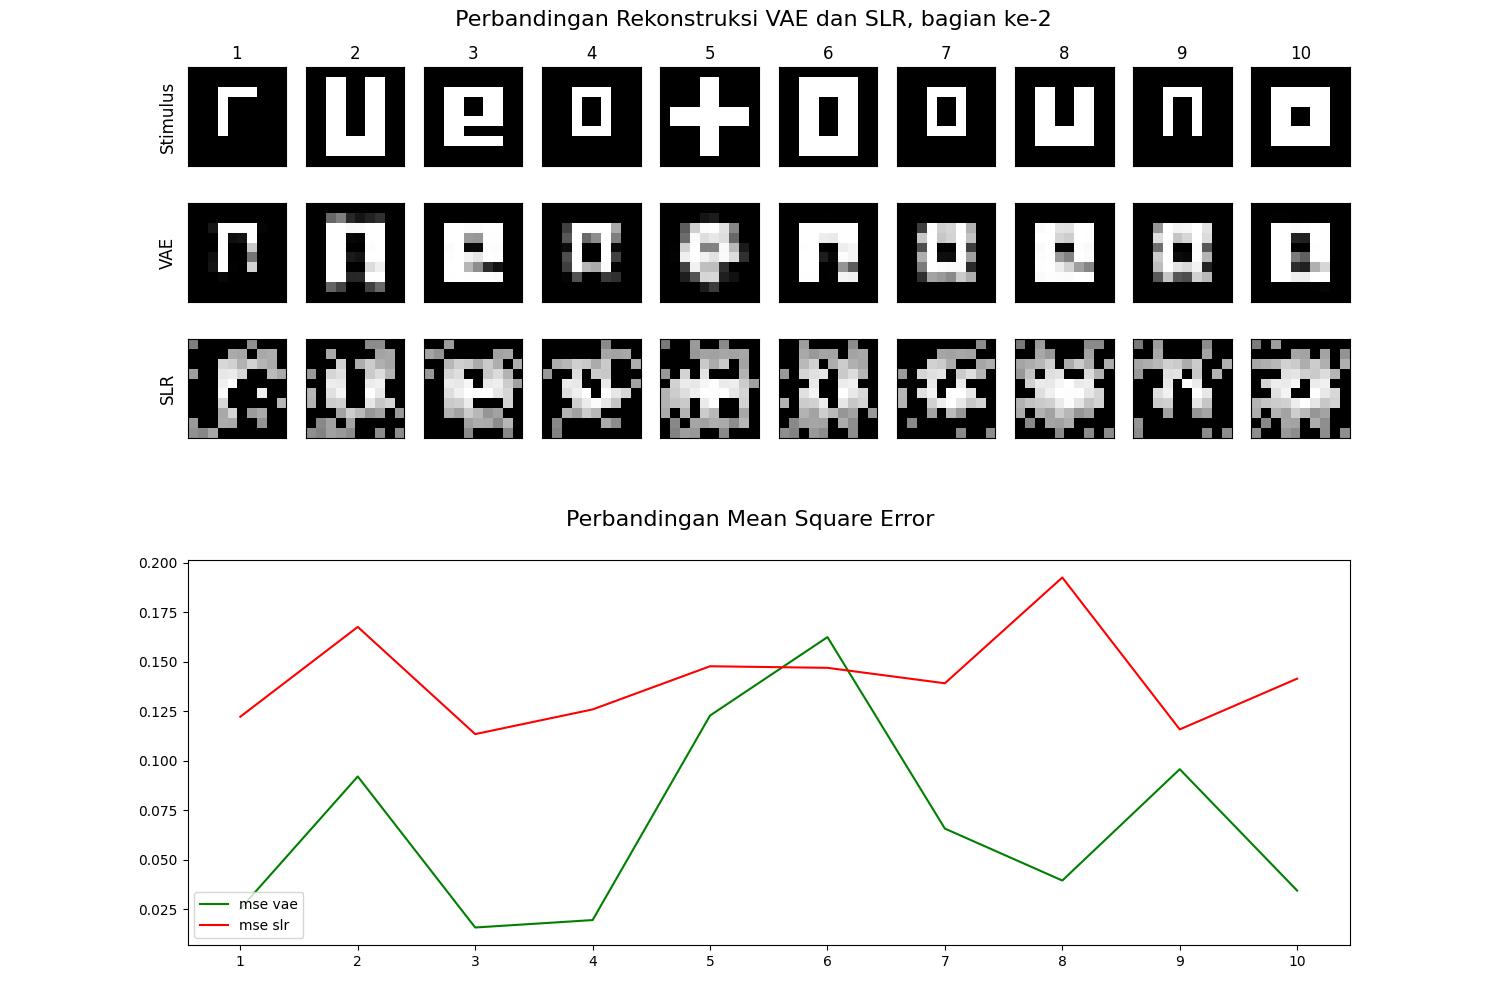 Perbandingan Rekonstruksi VAE dan SLR, bagian ke-2
1 2 3 4 5 6 7 8 9 10
Stimulus
VAE
SLR
Perbandingan Mean Square Error
0.200
0.175
0.150
0.125
0.100
0.075
0.050
0.025
mse vae
mse slr
1 2 3 4 5 6 7 8 9 10